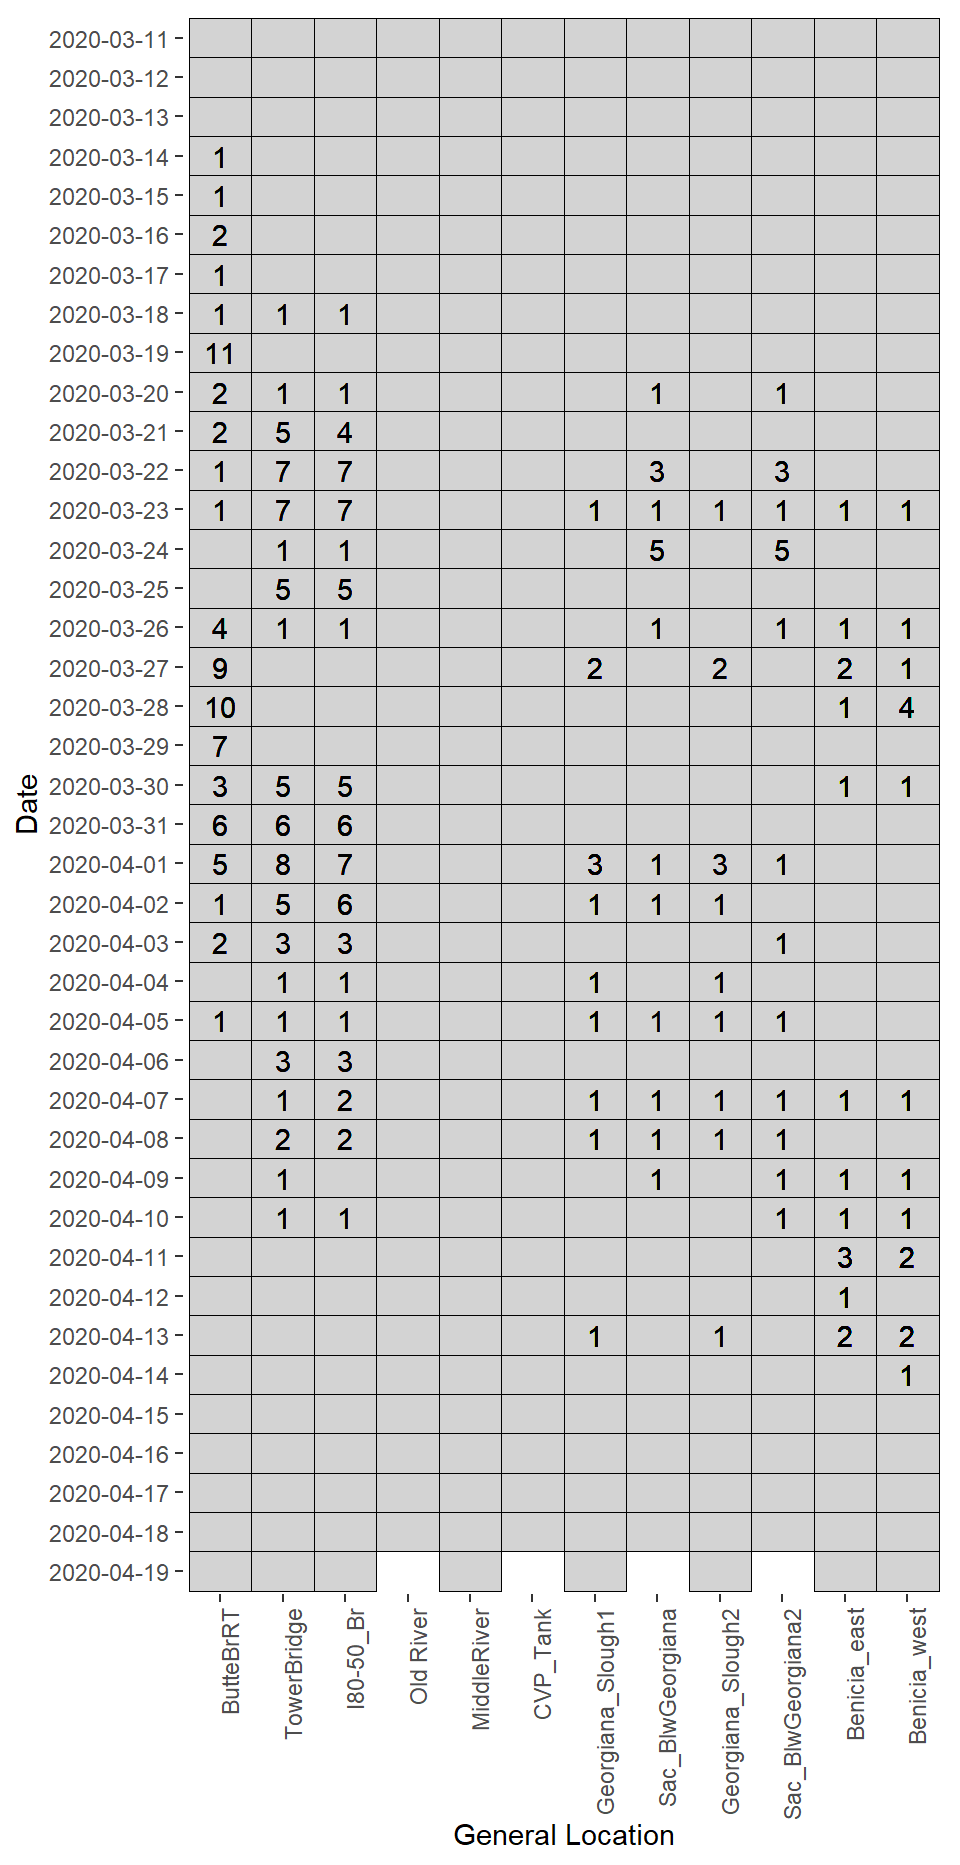 2020-03-11
2020-03-12
2020-03-13
2020-03-14 1
2020-03-15 1
2020-03-16 2
2020-03-17 1
2020-03-18 1 1 1
2020-03-19 11
2020-03-20 2 1 1 1 1
2020-03-21 2 5 4
2020-03-22 1 7 7 3 3
2020-03-23 1 7 7 1 1 1 1 1 1
2020-03-24 1 1 5 5
2020-03-25 5 5
2020-03-26 4 1 1 1 1 1 1
2020-03-27 9 2 2 2 1
2020-03-28 10 1 4
2020-03-29 7
2020-03-30 3 5 5 1 1
2020-03-31 6 6 6
2020-04-01 5 8 7 3 1 3 1
2020-04-02 1 5 6 1 1 1
2020-04-03 2 3 3 1
2020-04-04 1 1 1 1
2020-04-05 1 1 1 1 1 1 1
2020-04-06 3 3
2020-04-07 1 2 1 1 1 1 1 1
2020-04-08 2 2 1 1 1 1
2020-04-09 1 1 1 1 1
2020-04-10 1 1 1 1 1
2020-04-11 3 2
2020-04-12 1
2020-04-13 1 1 2 2
2020-04-14 1
2020-04-15
2020-04-16
2020-04-17
2020-04-18
2020-04-19
Date
ButteBrRT
TowerBridge
I80-50_Br
Old River
MiddleRiver
CVP_Tank
Georgiana_Slough1
Sac_BlwGeorgiana
Georgiana_Slough2
Sac_BlwGeorgiana2
Benicia_east
Benicia_west
General Location